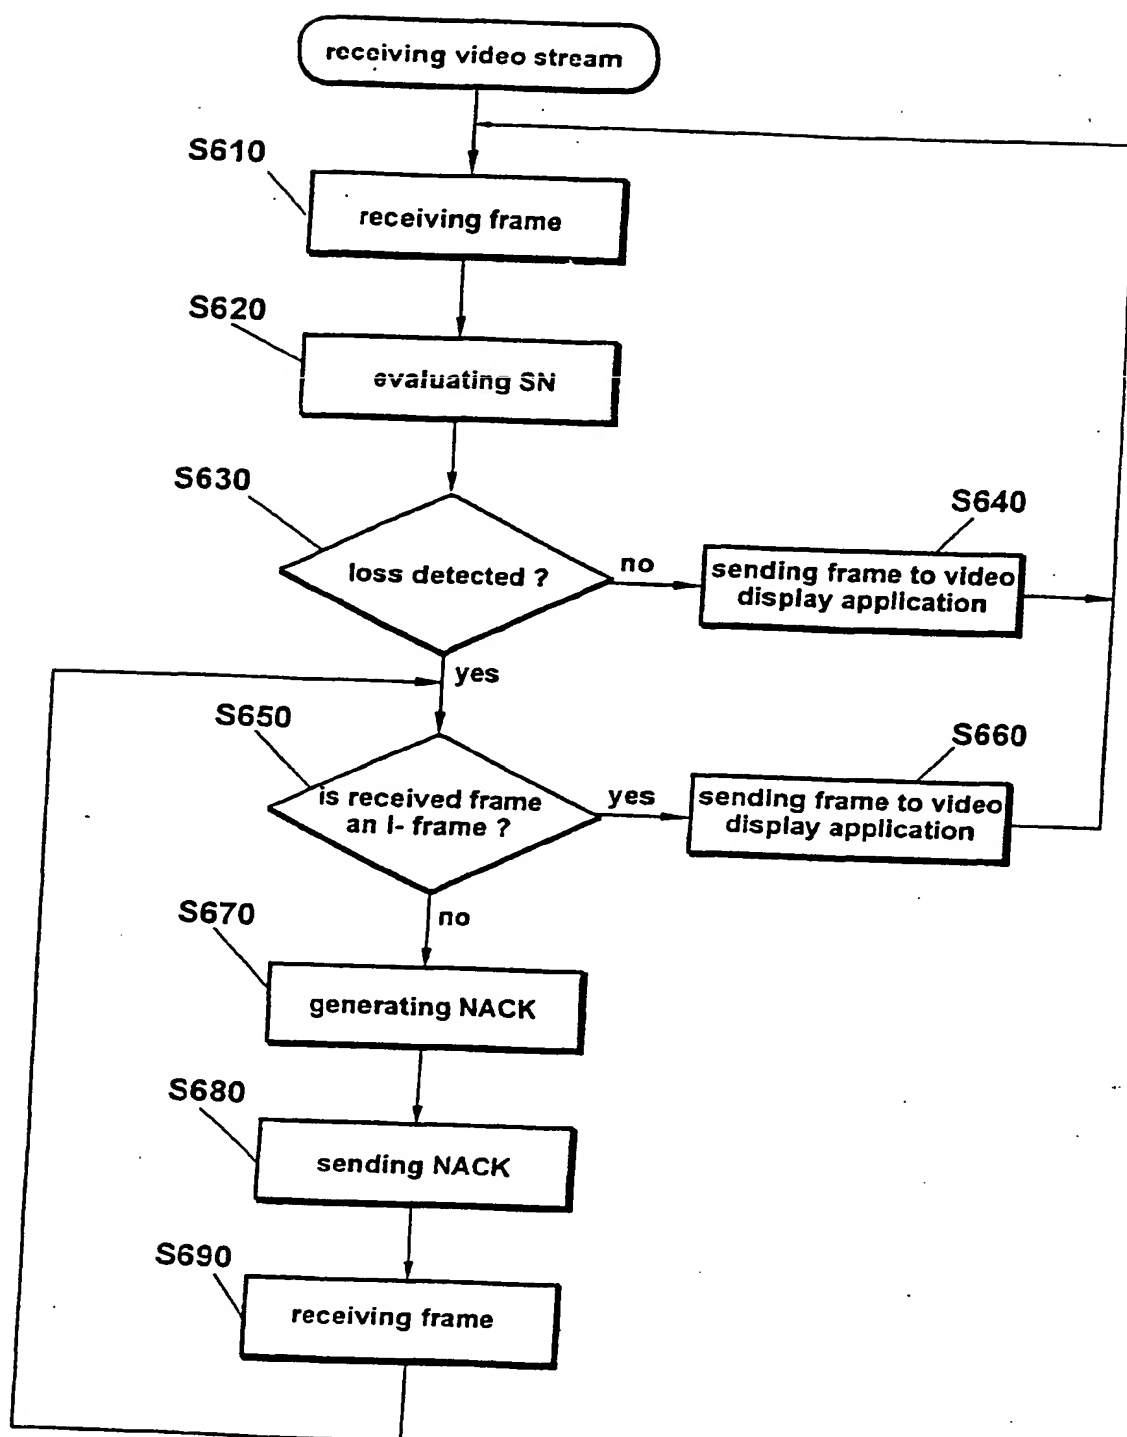 receiving video stream
S610
receiving frame
S620
evaluating SN
S630
loss detected ?
no
S640
sending frame to video
display application
yes
S650
is received frame
an I- frame ?
yes
S660
sending frame to video
display application
no
S670
generating NACK
S680
sending NACK
S690
receiving frame